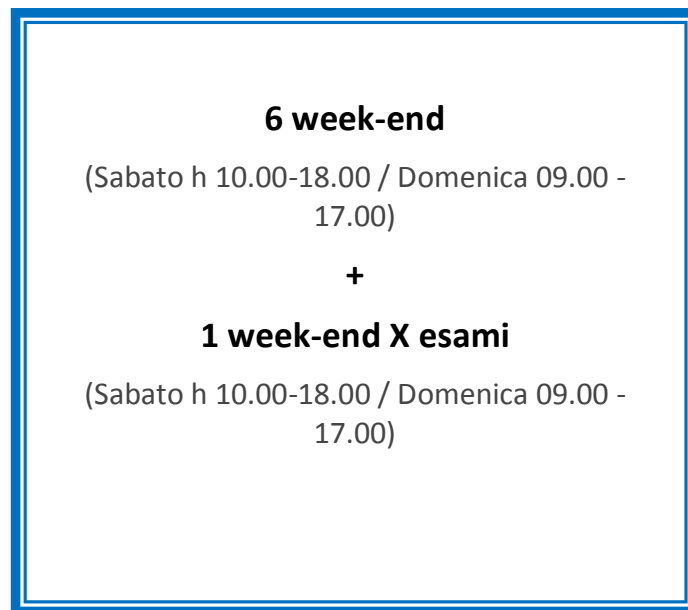 6 week-end
(Sabato h 10.00-18.00 / Domenica 09.00 -
17.00)
+
1 week-end X esami
(Sabato h 10.00-18.00 / Domenica 09.00 -
17.00)